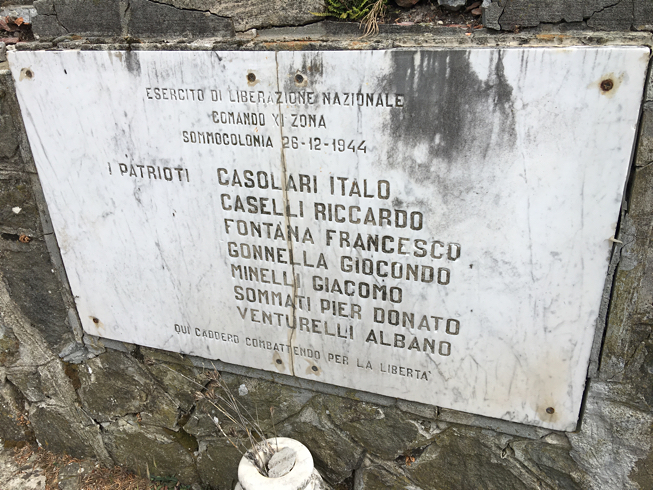 ESERCITO DI LIBERAZIONE NAZIONALE
COMANDO XI ZONA
SOMMOCOLONIA 26-12-1944
I PATRIOTI CASOLARI ITALO
CASELLI RICCARDO
FONTANA FRANCESCO
GONNELLA GIOCONDO
MINELLI GIACOMO
SOMMATI PIER DONATO
VENTURELLI ALBANO
QUI CADDERO COMBATTENDO PER LA LIBERTA'